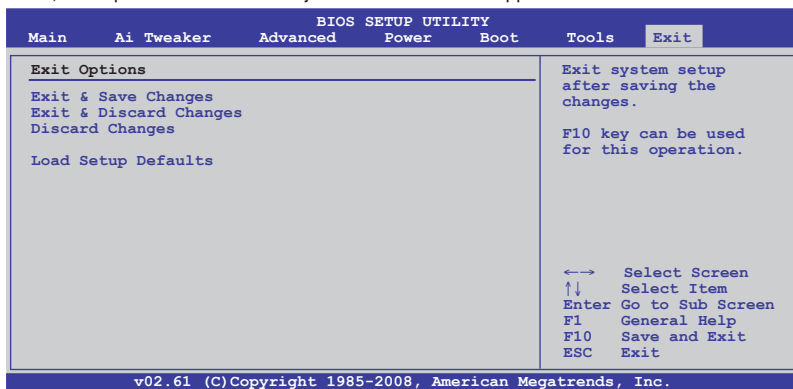 BIOS SETUP UTILITY
Main Ai Tweaker Advanced Power Boot Tools Exit
Exit Options
Exit & Save Changes
Exit & Discard Changes
Discard Changes
Load Setup Defaults
Exit system setup
after saving the
changes.
F10 key can be used
for this operation.
←→ Select Screen
↑↓ Select Item
Enter Go to Sub Screen
F1 General Help
F10 Save and Exit
ESC Exit
v02.61 (C)Copyright 1985-2008, American Megatrends, Inc.